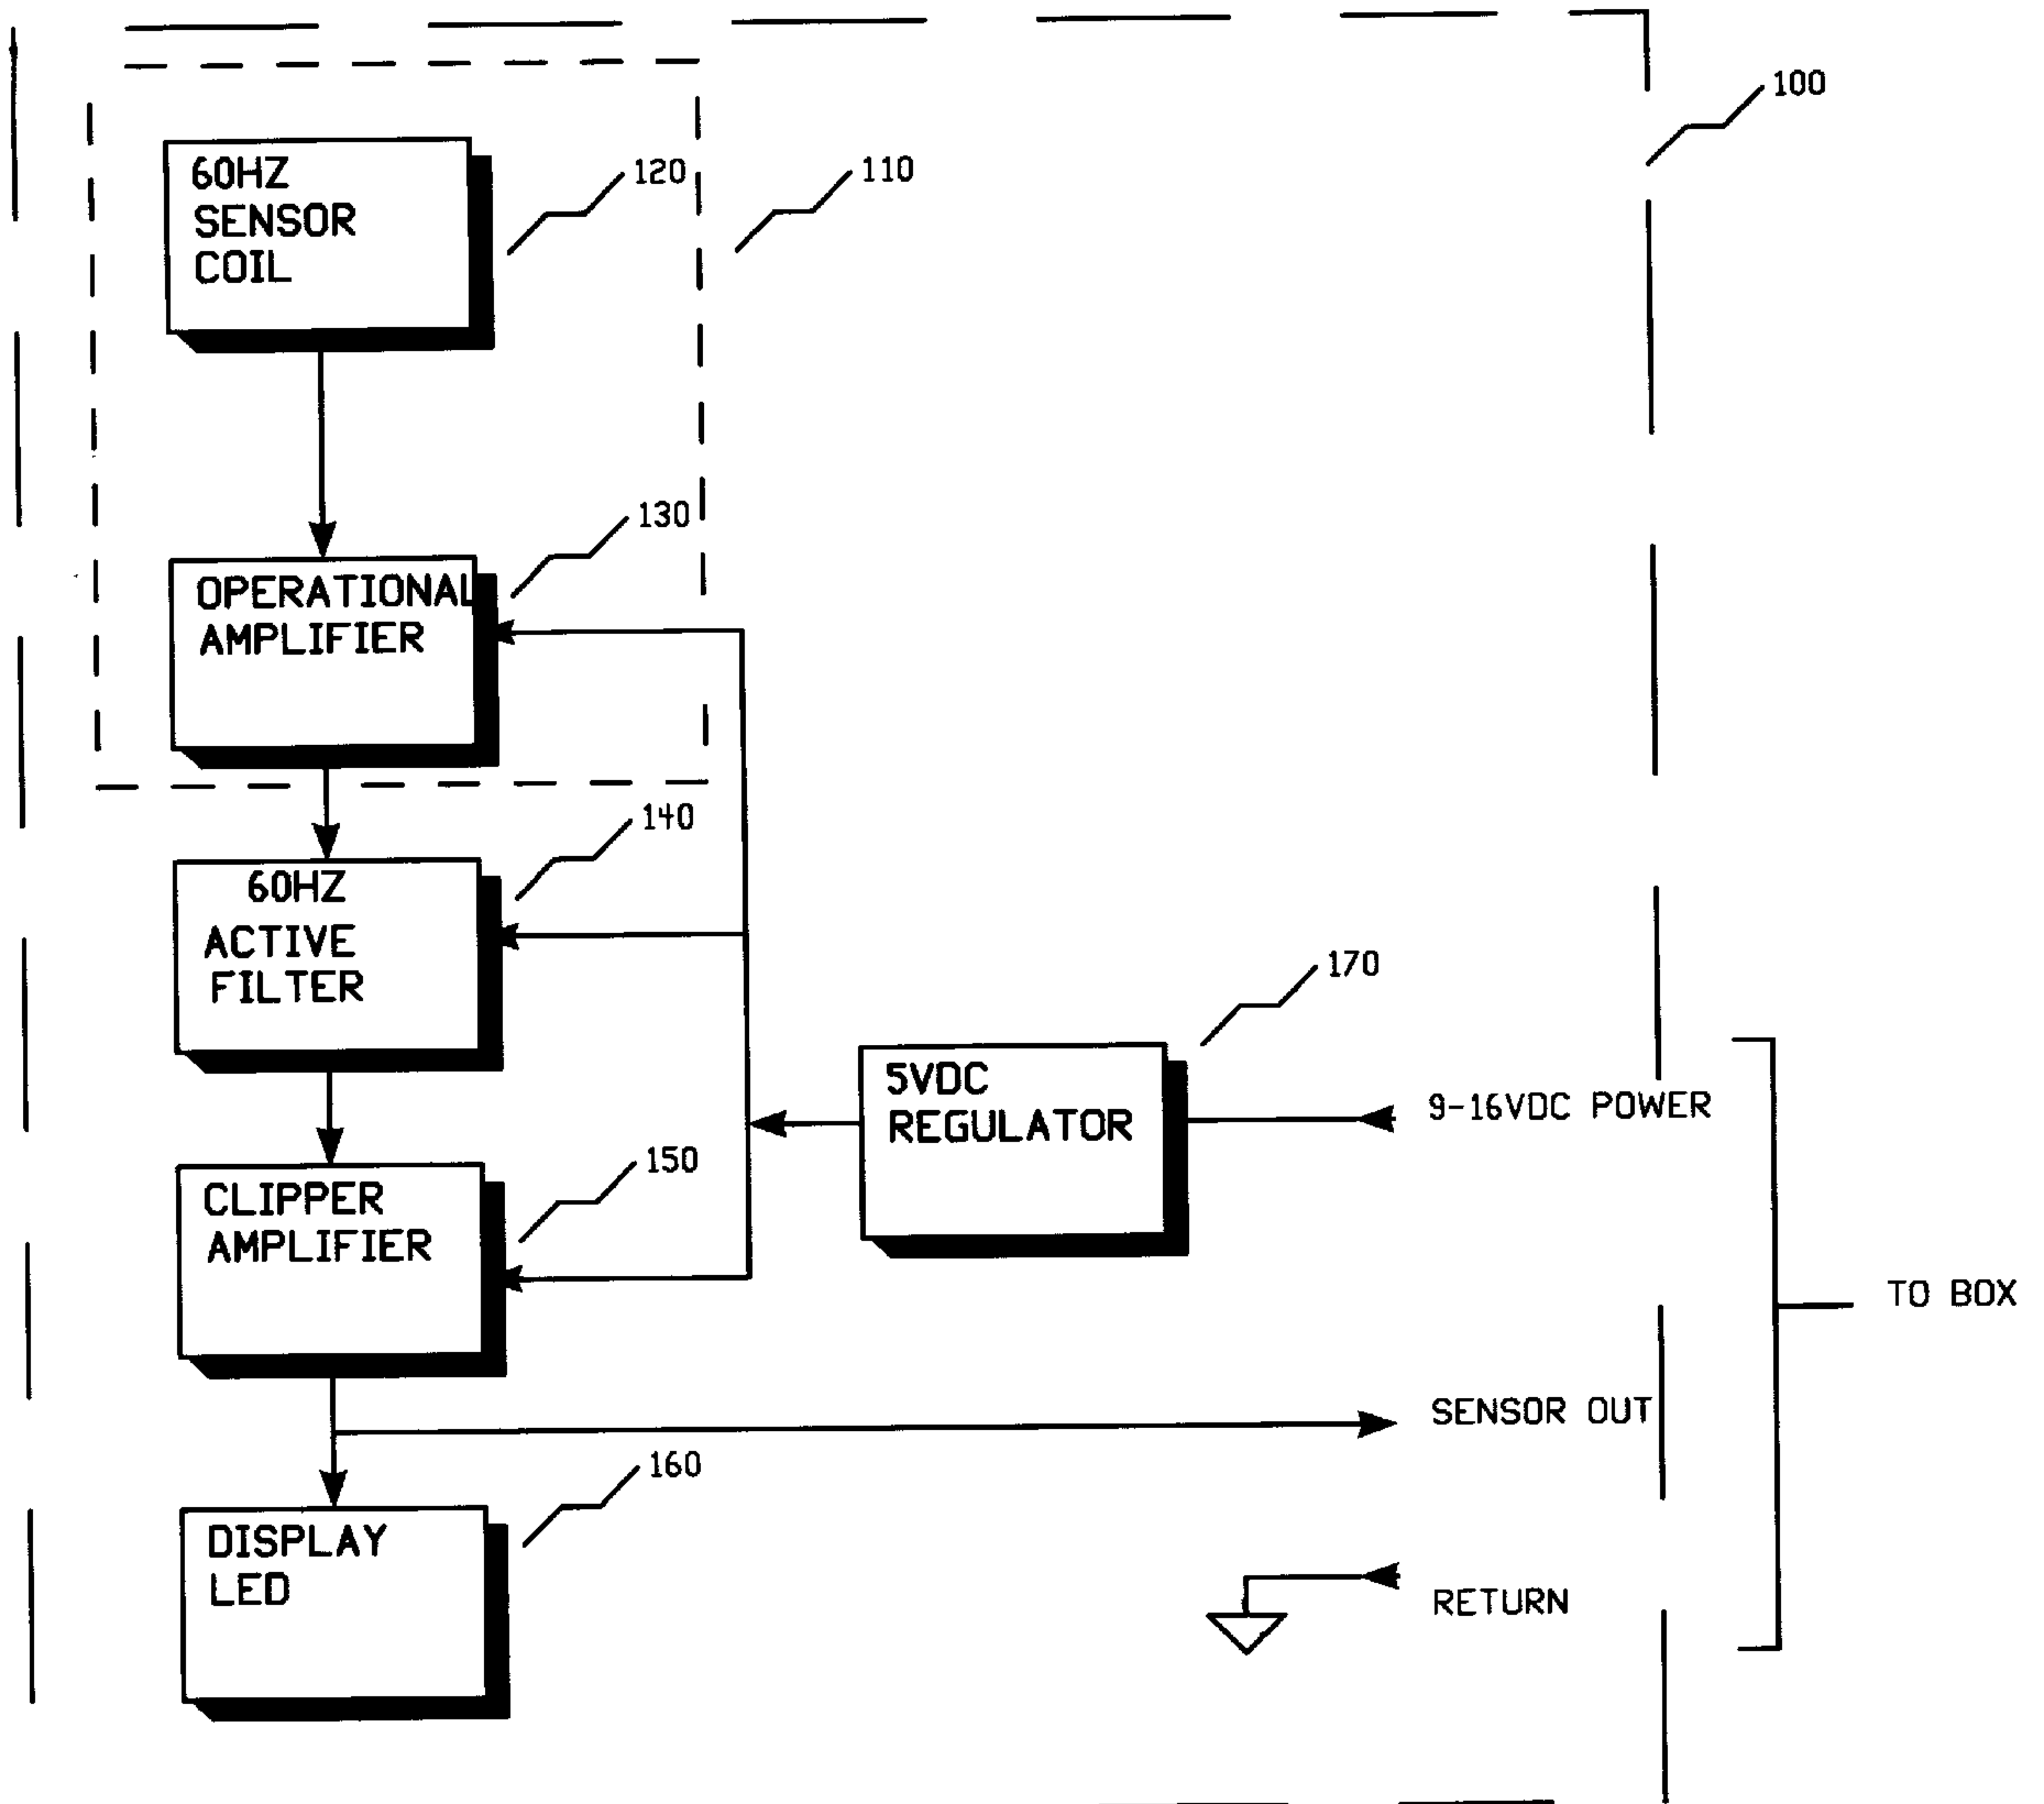 100
60HZ
SENSOR
COIL
120
110
130
OPERATIONAL
AMPLIFIER
140
60HZ
ACTIVE
FILTER
170
5VDC
REGULATOR
9-16VDC POWER
150
CLIPPER
AMPLIFIER
TO BOX
SENSOR OUT
160
DISPLAY
LED
RETURN